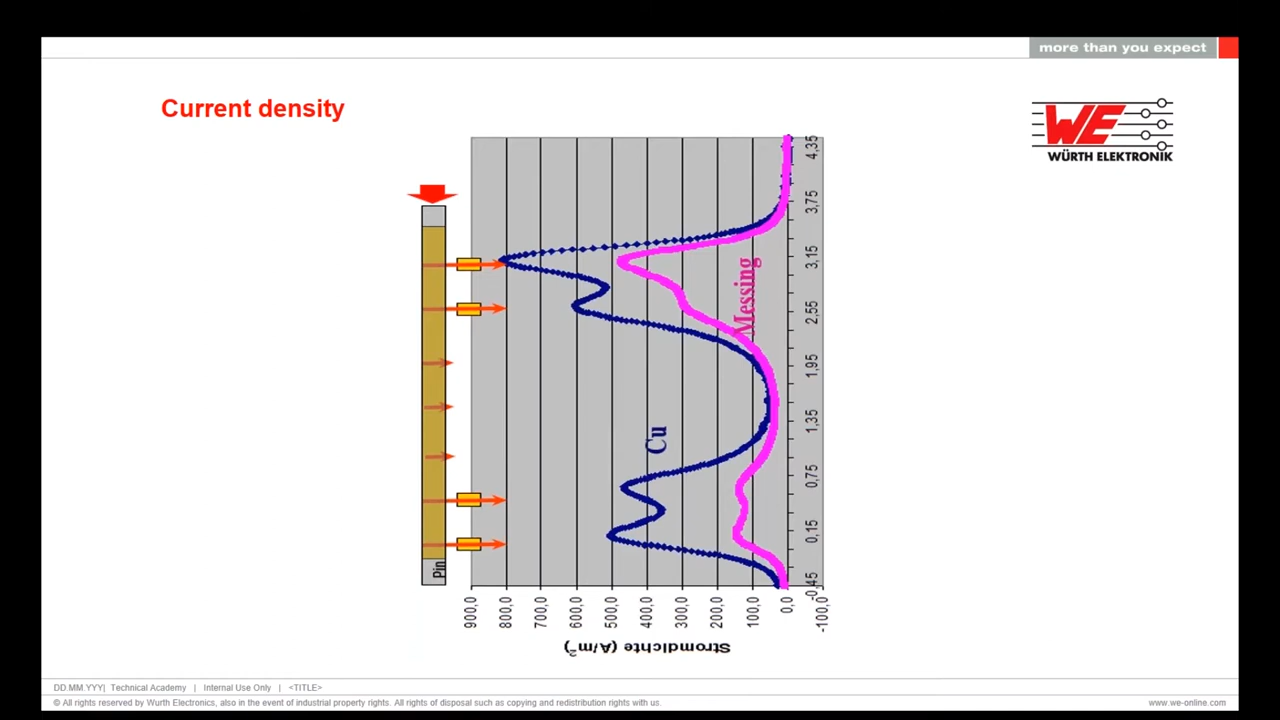 more than you expect
Current density
WE
WÜRTH ELEKTRONIK
Pin
Cu
Messing
4,35
3,75
3,15
2,55
1,95
1,35
0,75
0,15
-0,45
900,0
800,0
700,0
600,0
500,0
400,0
300,0
200,0
100,0
0,0
-100,0
Stromdichte (A/m²)
DD.MM.YYY| Technical Academy | Internal Use Only | <TITLE>
© All rights reserved by Wurth Electronics, also in the event of industrial property rights. All rights of disposal such as copying and redistribution rights with us.
www.we-online.com